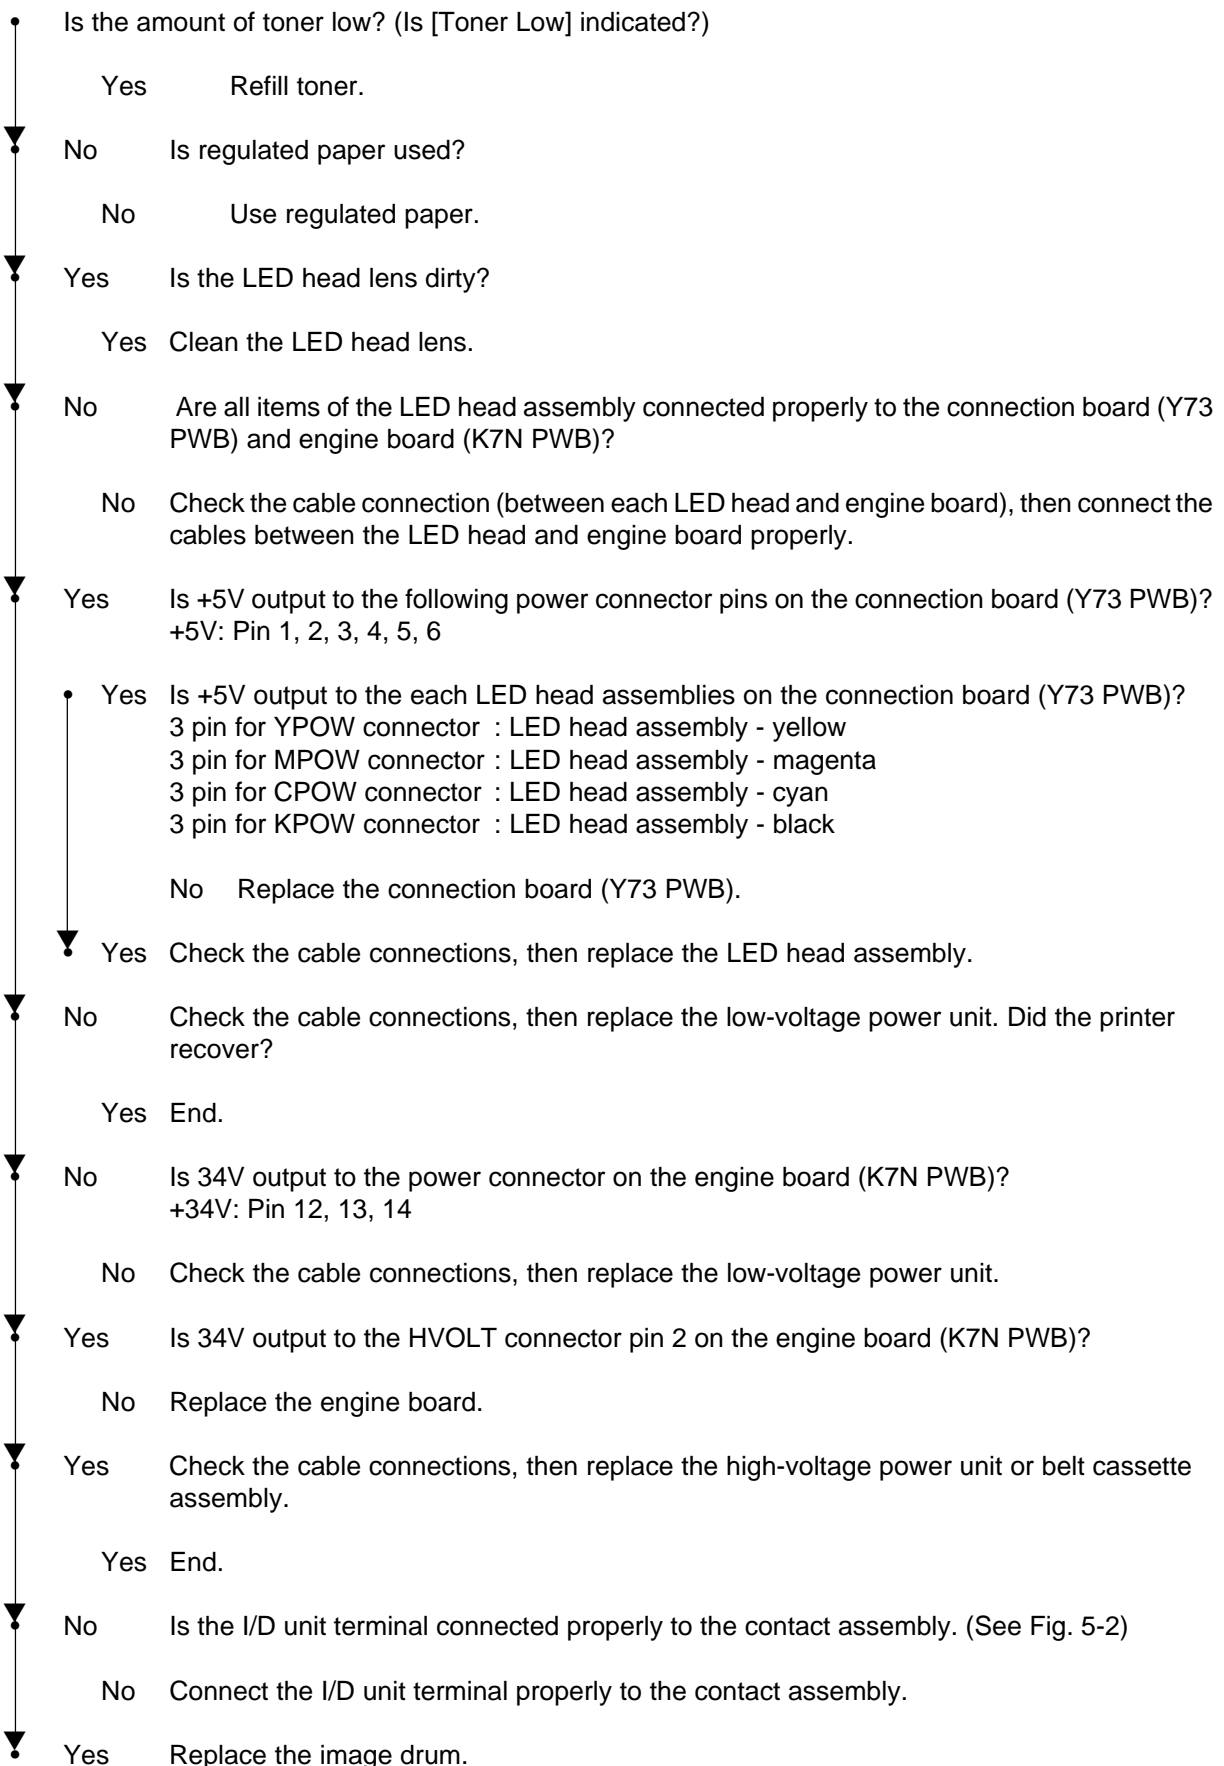 Is the amount of toner low? (Is [Toner Low] indicated?)
Yes Refill toner.
No Is regulated paper used?
No Use regulated paper.
Yes Is the LED head lens dirty?
Yes Clean the LED head lens.
No Are all items of the LED head assembly connected properly to the connection board (Y73
PWB) and engine board (K7N PWB)?
No Check the cable connection (between each LED head and engine board), then connect the
cables between the LED head and engine board properly.
Yes Is +5V output to the following power connector pins on the connection board (Y73 PWB)?
+5V: Pin 1, 2, 3, 4, 5, 6
Yes Is +5V output to the each LED head assemblies on the connection board (Y73 PWB)?
3 pin for YPOW connector : LED head assembly - yellow
3 pin for MPOW connector : LED head assembly - magenta
3 pin for CPOW connector : LED head assembly - cyan
3 pin for KPOW connector : LED head assembly - black
No Replace the connection board (Y73 PWB).
Yes Check the cable connections, then replace the LED head assembly.
No Check the cable connections, then replace the low-voltage power unit. Did the printer
recover?
Yes End.
No Is 34V output to the power connector on the engine board (K7N PWB)?
+34V: Pin 12, 13, 14
No Check the cable connections, then replace the low-voltage power unit.
Yes Is 34V output to the HVOLT connector pin 2 on the engine board (K7N PWB)?
No Replace the engine board.
Yes Check the cable connections, then replace the high-voltage power unit or belt cassette
assembly.
Yes End.
No Is the I/D unit terminal connected properly to the contact assembly. (See Fig. 5-2)
No Connect the I/D unit terminal properly to the contact assembly.
Yes Replace the image drum.